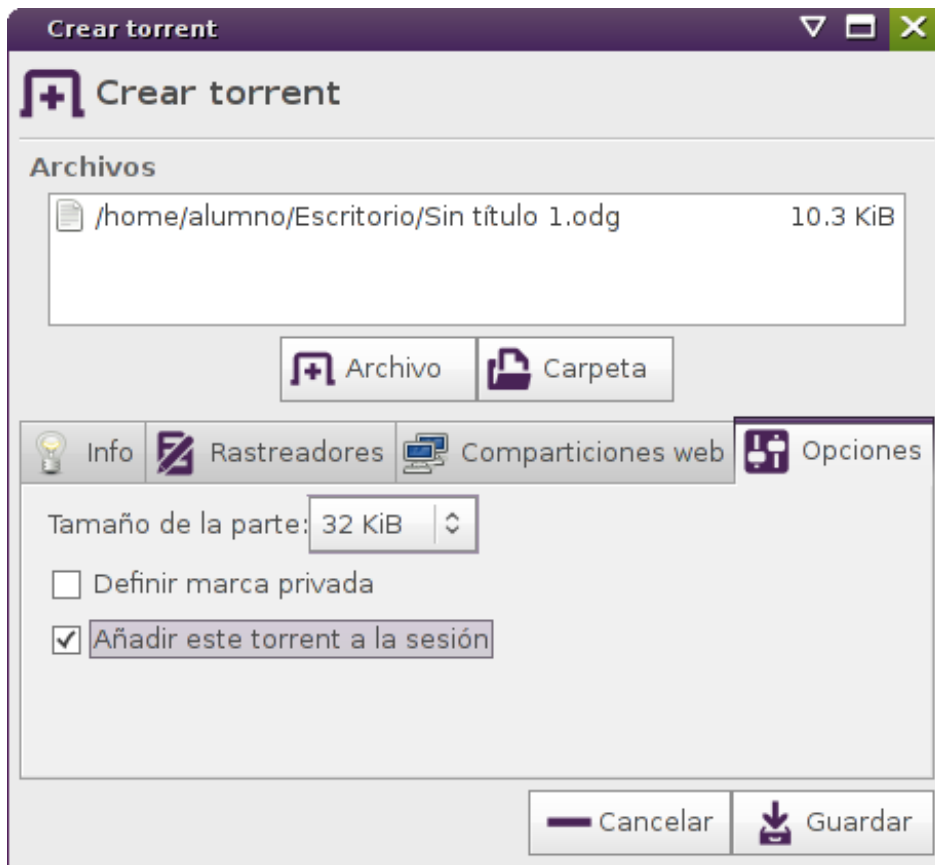 Crear torrent
Crear torrent
Archivos
/home/alumno/Escritorio/Sin título 1.odg 10.3 KiB
Archivo Carpeta
Info Rastreadores Comparticiones web Opciones
Tamaño de la parte: 32 KiB
Definir marca privada
Añadir este torrent a la sesión
Cancelar Guardar